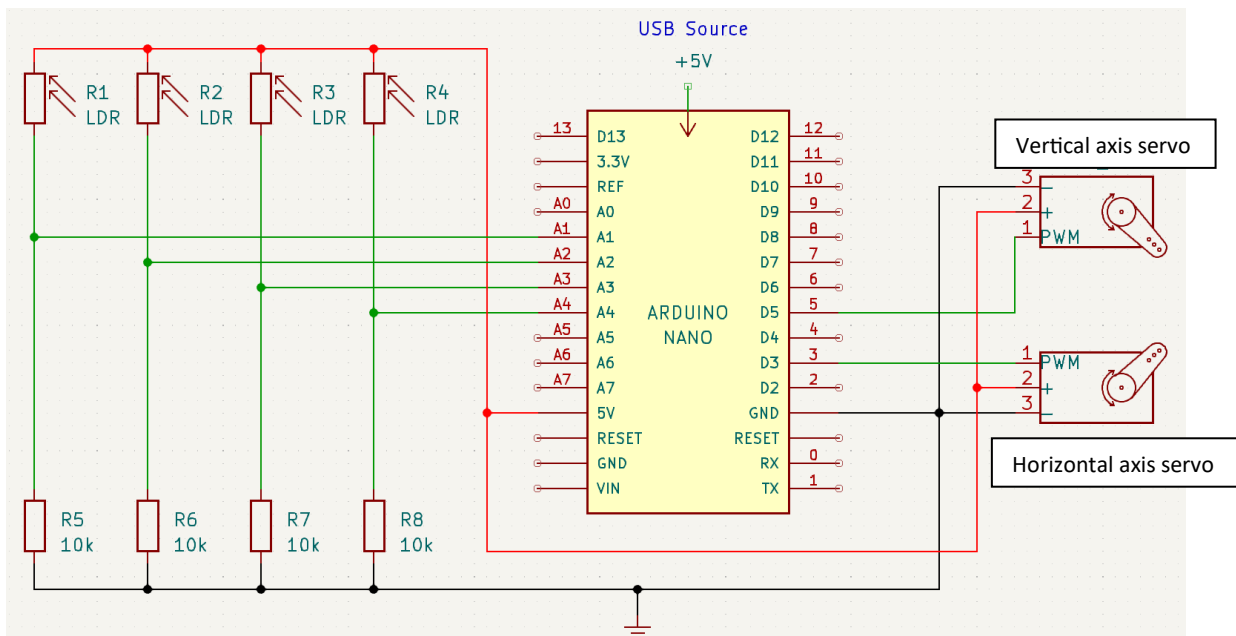 USB Source
+5V
R1
LDR
R2
LDR
R3
LDR
R4
LDR
13 D13 D12 12
3.3V D11 11
REF D10 10
A0 A0 D9 9
A1 A1 D8 8
A2 A2 D7 7
A3 A3 D6 6
A4 A4 D5 5
A5 A5 D4 4
A6 A6 D3 3
A7 A7 D2 2
5V GND
RESET RESET
GND RX 0
VIN TX 1
ARDUINO
NANO
Vertical axis servo
3 −
2 +
1 PWM
1 PWM
2 +
3 −
Horizontal axis servo
R5
10k
R6
10k
R7
10k
R8
10k